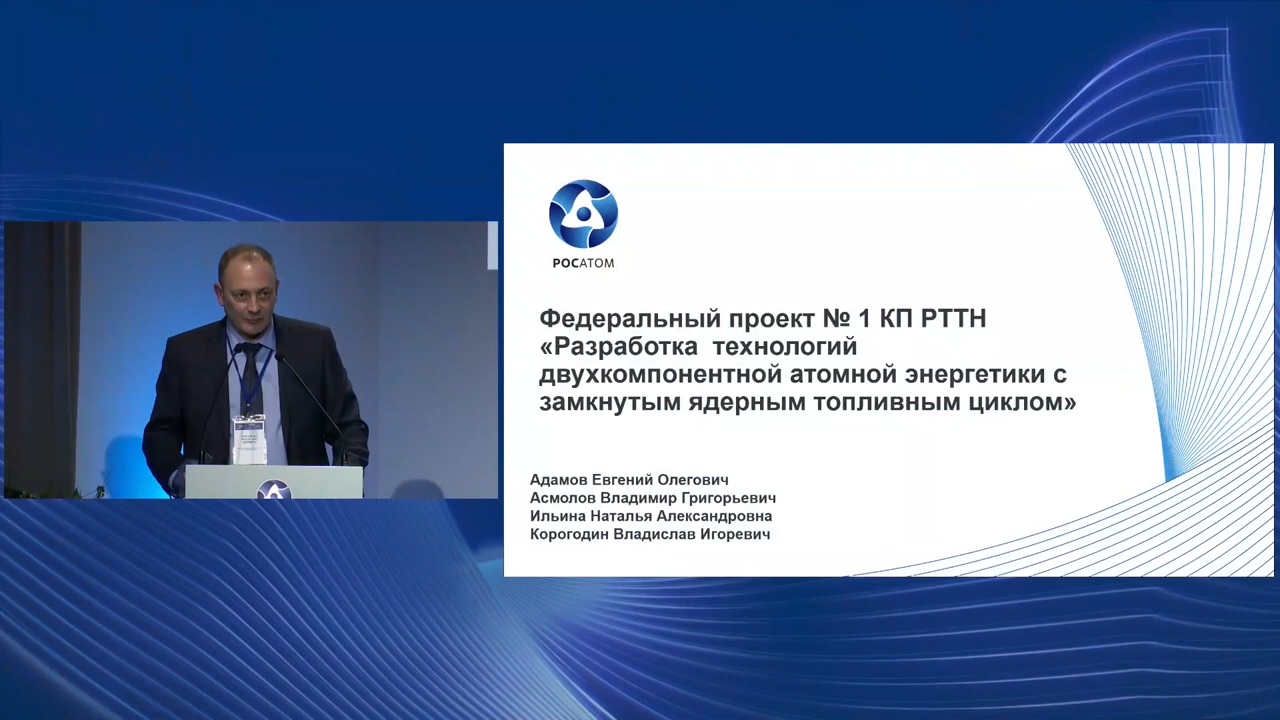 РОСАТОМ
Федеральный проект № 1 КП РТТН
«Разработка технологий
двухкомпонентной атомной энергетики с
замкнутым ядерным топливным циклом»
Адамов Евгений Олегович
Асмолов Владимир Григорьевич
Ильина Наталья Александровна
Корогодин Владислав Игоревич